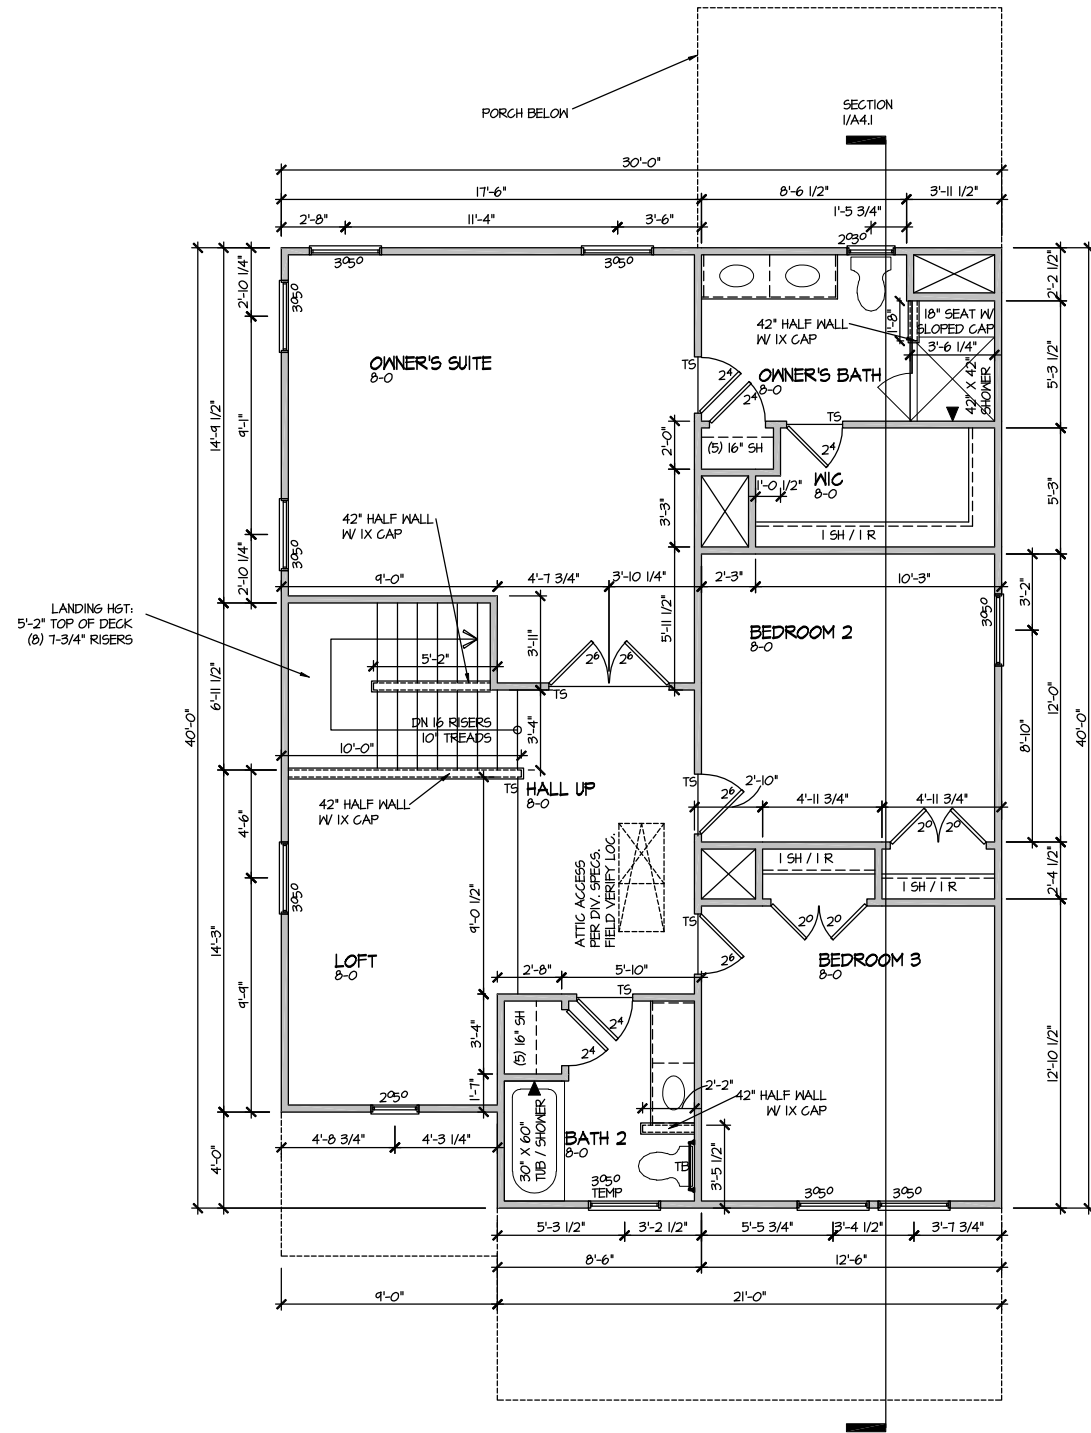 PORCH BELOW
SECTION
1/A4.1
30'-0"
17'-6"
8'-6 1/2"
3'-11 1/2"
2'-8"
11'-4"
3'-6"
1'-5 3/4"
3050
3050
2030
2'-10 1/4"
3050
2'-2 1/2"
42" HALF WALL
W/ 1X CAP
1'-8"
18" SEAT W/
SLOPED CAP
3'-6 1/4"
OWNER'S SUITE
8-0
TS
24
24
OWNER'S BATH
8-0
42" X 42"
SHOWER
5'-3 1/2"
14'-9 1/2"
9'-1"
2'-0"
(5) 16" SH
TS
24
WIC
8-0
1'-0 1/2"
3'-3"
5'-3"
1 SH / 1 R
42" HALF WALL
W/ 1X CAP
3050
2'-10 1/4"
9'-0"
4'-7 3/4"
3'-10 1/4"
2'-3"
10'-3"
3'-2"
3050
LANDING HGT:
5'-2" TOP OF DECK
(8) 7-3/4" RISERS
5'-11 1/2"
3'-11"
BEDROOM 2
8-0
5'-2"
26
26
TS
6'-11 1/2"
40'-0"
12'-0"
8'-10"
40'-0"
DN 16 RISERS
10" TREADS
3'-4"
10'-0"
TS
HALL UP
8-0
TS
26
2'-10"
4'-11 3/4"
4'-11 3/4"
42" HALF WALL
W/ 1X CAP
4'-6"
20
20
1 SH / 1 R
1 SH / 1 R
2'-4 1/2"
ATTIC ACCESS
PER DIV. SPECS.
FIELD VERIFY LOC.
3050
9'-0 1/2"
TS
20
20
26
14'-3"
LOFT
8-0
BEDROOM 3
8-0
2'-8"
5'-10"
TS
9'-9"
(5) 16" SH
24
24
3'-4"
12'-10 1/2"
1'-7"
2050
2'-2"
42" HALF WALL
W/ 1X CAP
30" X 60"
TUB / SHOWER
BATH 2
8-0
4'-8 3/4"
4'-3 1/4"
4'-0"
TB
3'-5 1/2"
3050
TEMP
3050
3050
5'-3 1/2"
3'-2 1/2"
5'-5 3/4"
3'-4 1/2"
3'-7 3/4"
8'-6"
12'-6"
9'-0"
21'-0"